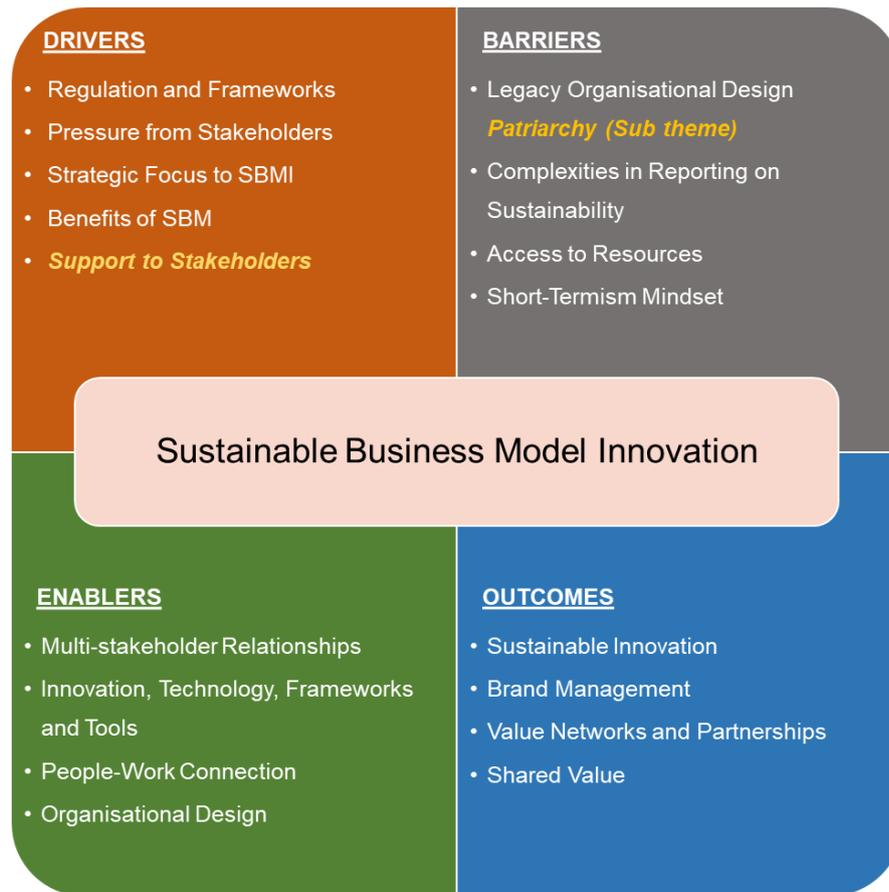 DRIVERS
• Regulation and Frameworks
• Pressure from Stakeholders
• Strategic Focus to SBMI
• Benefits of SBM
• Support to Stakeholders
BARRIERS
• Legacy Organisational Design
Patriarchy (Sub theme)
• Complexities in Reporting on
Sustainability
• Access to Resources
• Short-Termism Mindset
Sustainable Business Model Innovation
ENABLERS
• Multi-stakeholder Relationships
• Innovation, Technology, Frameworks
and Tools
• People-Work Connection
• Organisational Design
OUTCOMES
• Sustainable Innovation
• Brand Management
• Value Networks and Partnerships
• Shared Value